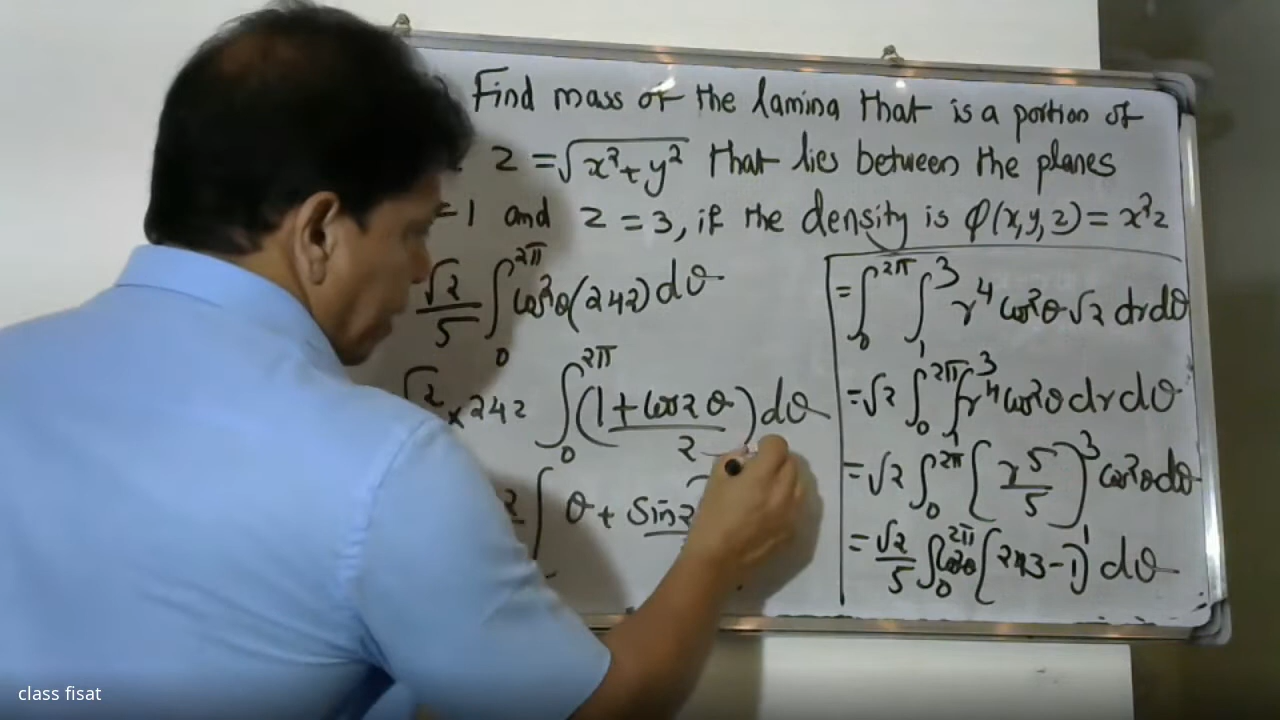 Find mass of the lamina that is a portion of
z = √x²+y² that lies between the planes
=1 and z = 3, if the density is φ(x,y,z) = x²z
√2/5 ∫₀^2π cos²θ(242)dθ
√2 × 242 ∫₀^2π (1+cos2θ/2)dθ
[θ + sin2
= ∫₀^2π ∫₁³ r⁴ cos²θ √2 dr dθ
= √2 ∫₀^2π ∫₁³ r⁴ cos²θ dr dθ
= √2 ∫₀^2π [r⁵/5]₁³ cos²θ dθ
= √2/5 ∫₀^2π cos²θ [243-1] dθ
class fisat